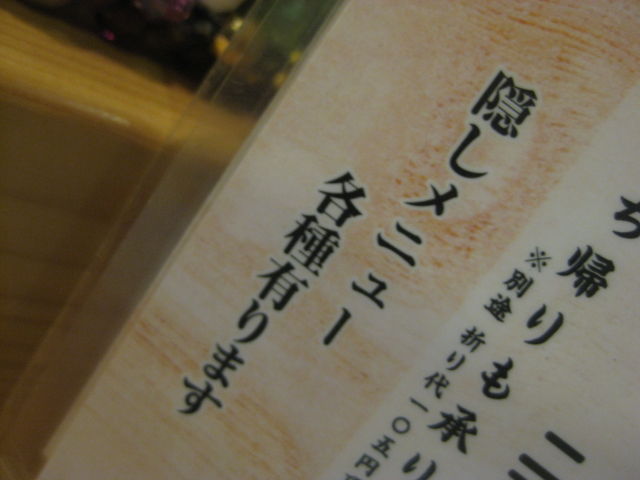 ち帰りも承り
※別途 折り代一〇五円
隠しメニュー
各種有ります